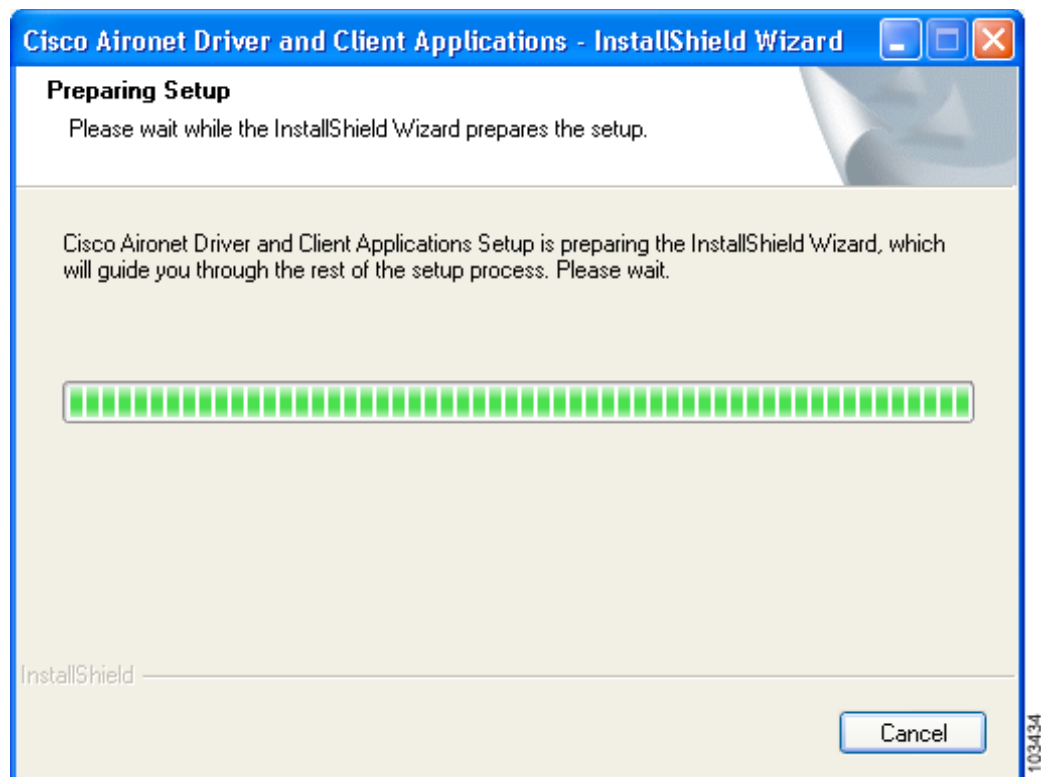 Cisco Aironet Driver and Client Applications - InstallShield Wizard
Preparing Setup
Please wait while the InstallShield Wizard prepares the setup.
Cisco Aironet Driver and Client Applications Setup is preparing the InstallShield Wizard, which
will guide you through the rest of the setup process. Please wait.
InstallShield
Cancel
103434